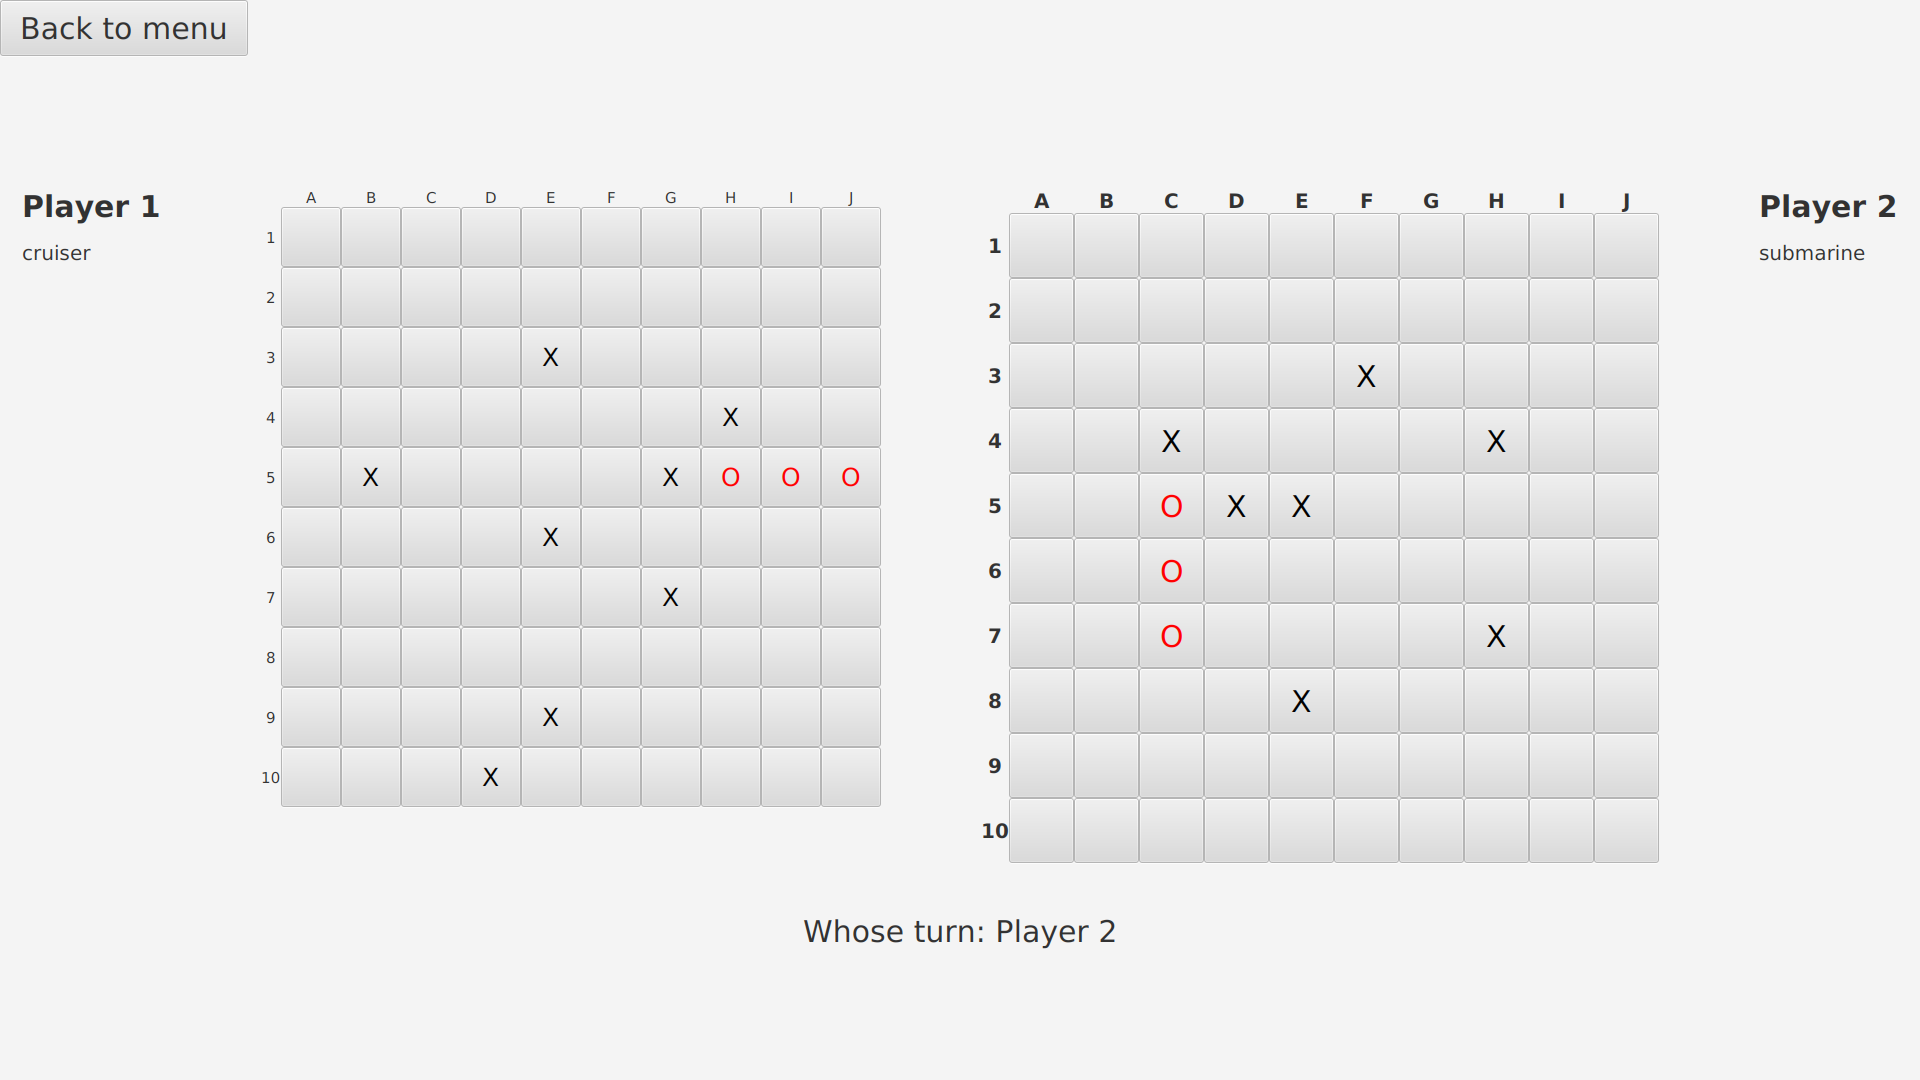 Back to menu
Player 1
cruiser
A B C D E F G H I J
1
2
3 X
4 X
5 X X O O O
6 X
7 X
8
9 X
10 X
A B C D E F G H I J
1
2
3 X
4 X X
5 O X X
6 O
7 O X
8 X
9
10
Player 2
submarine
Whose turn: Player 2